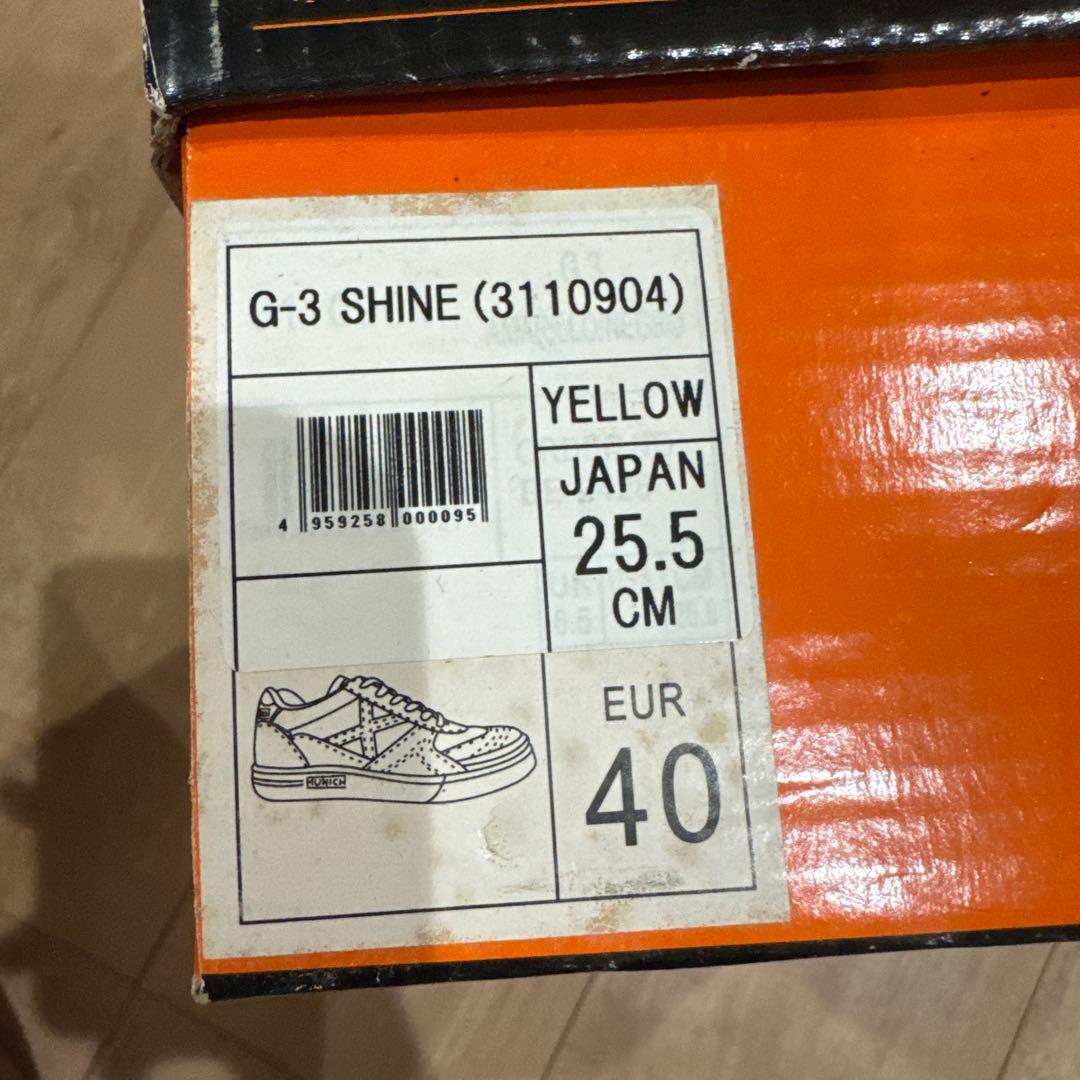 G-3 SHINE (3110904)
YELLOW
JAPAN
25.5
CM
4 959258 000095
MUNICH
EUR
40